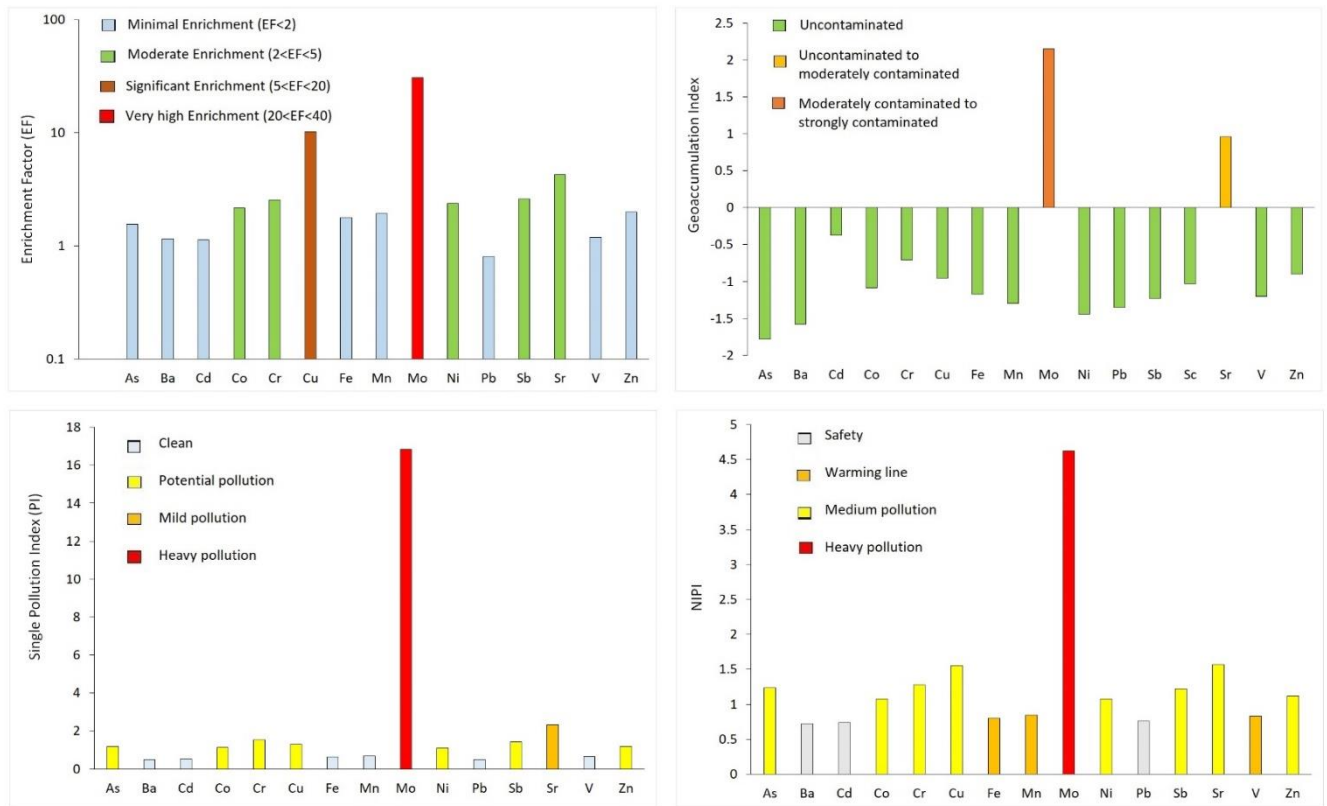 Enrichment Factor (EF)
100
10
1
0.1
Minimal Enrichment (EF<2)
Moderate Enrichment (2<EF<5)
Significant Enrichment (5<EF<20)
Very high Enrichment (20<EF<40)
As Ba Cd Co Cr Cu Fe Mn Mo Ni Pb Sb Sr V Zn
Geoaccumulation Index
2.5
2
1.5
1
0.5
0
-0.5
-1
-1.5
-2
Uncontaminated
Uncontaminated to
moderately contaminated
Moderately contaminated to
strongly contaminated
As Ba Cd Co Cr Cu Fe Mn Mo Ni Pb Sb Sc Sr V Zn
Single Pollution Index (PI)
18
16
14
12
10
8
6
4
2
0
Clean
Potential pollution
Mild pollution
Heavy pollution
As Ba Cd Co Cr Cu Fe Mn Mo Ni Pb Sb Sr V Zn
NIPI
5
4.5
4
3.5
3
2.5
2
1.5
1
0.5
0
Safety
Warming line
Medium pollution
Heavy pollution
As Ba Cd Co Cr Cu Fe Mn Mo Ni Pb Sb Sr V Zn